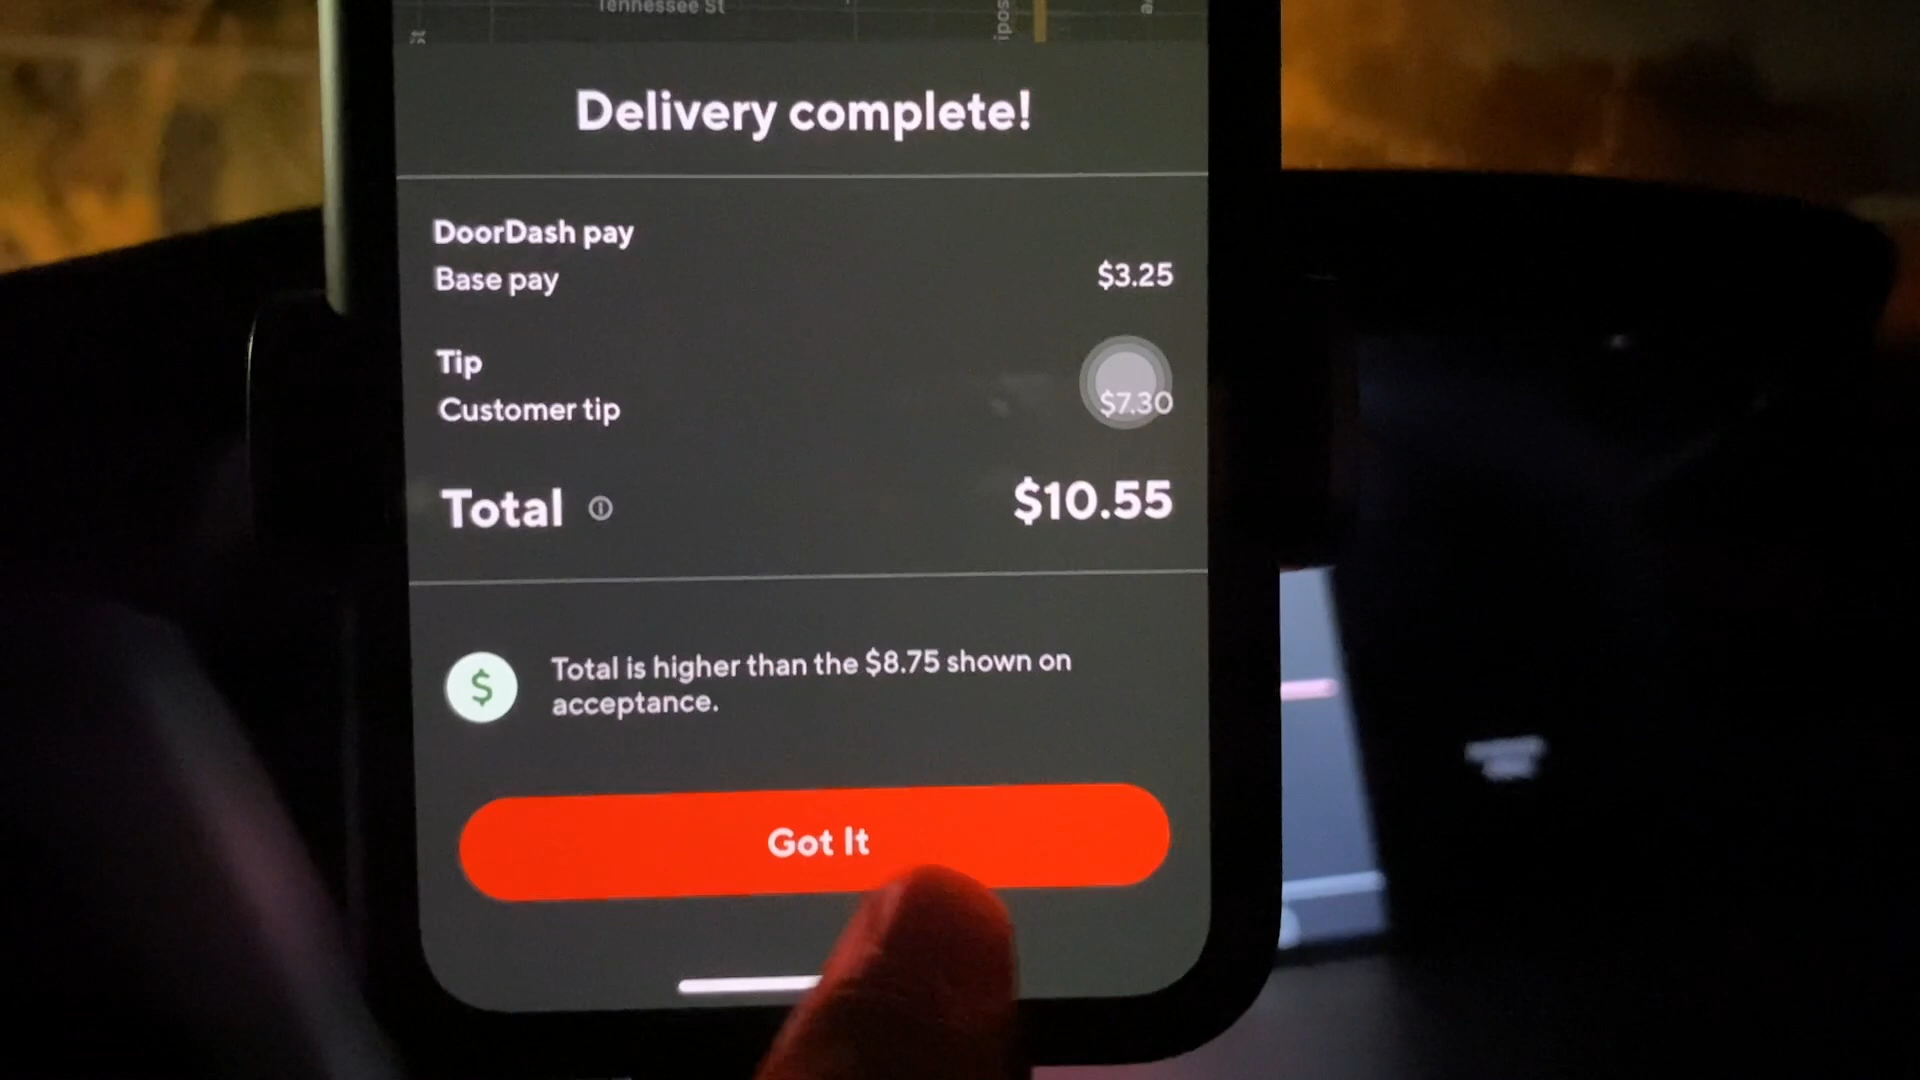 Tennessee St
St
Delivery complete!
DoorDash pay
Base pay
$3.25
Tip
Customer tip
$7.30
Total
$10.55
Total is higher than the $8.75 shown on
acceptance.
$
Got It